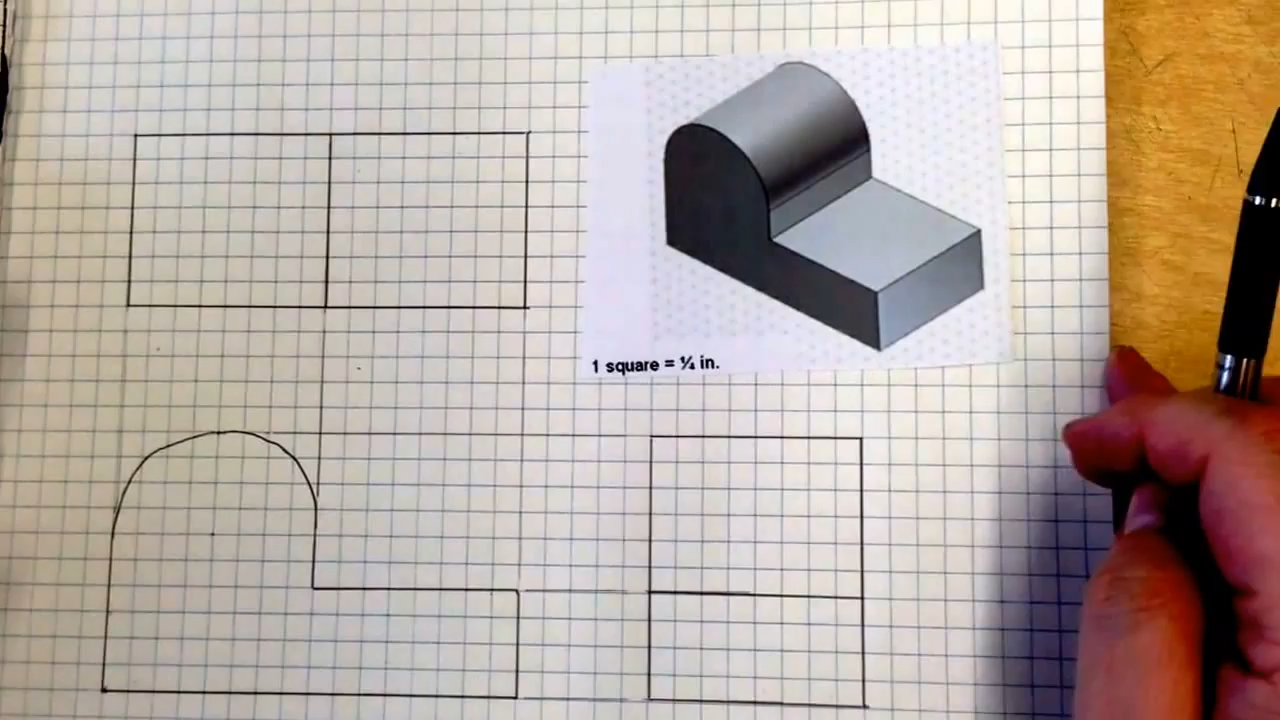 1 square = ¼ in.